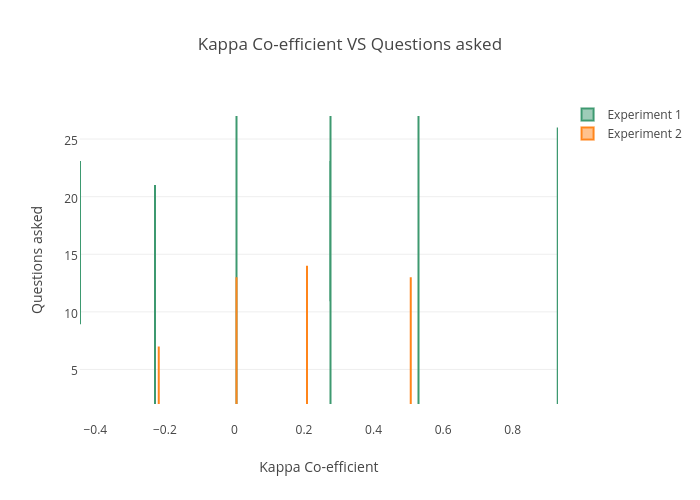 Kappa Co-efficient VS Questions asked
Experiment 1
Experiment 2
Questions asked
25
20
15
10
5
−0.4
−0.2
0
0.2
0.4
0.6
0.8
Kappa Co-efficient